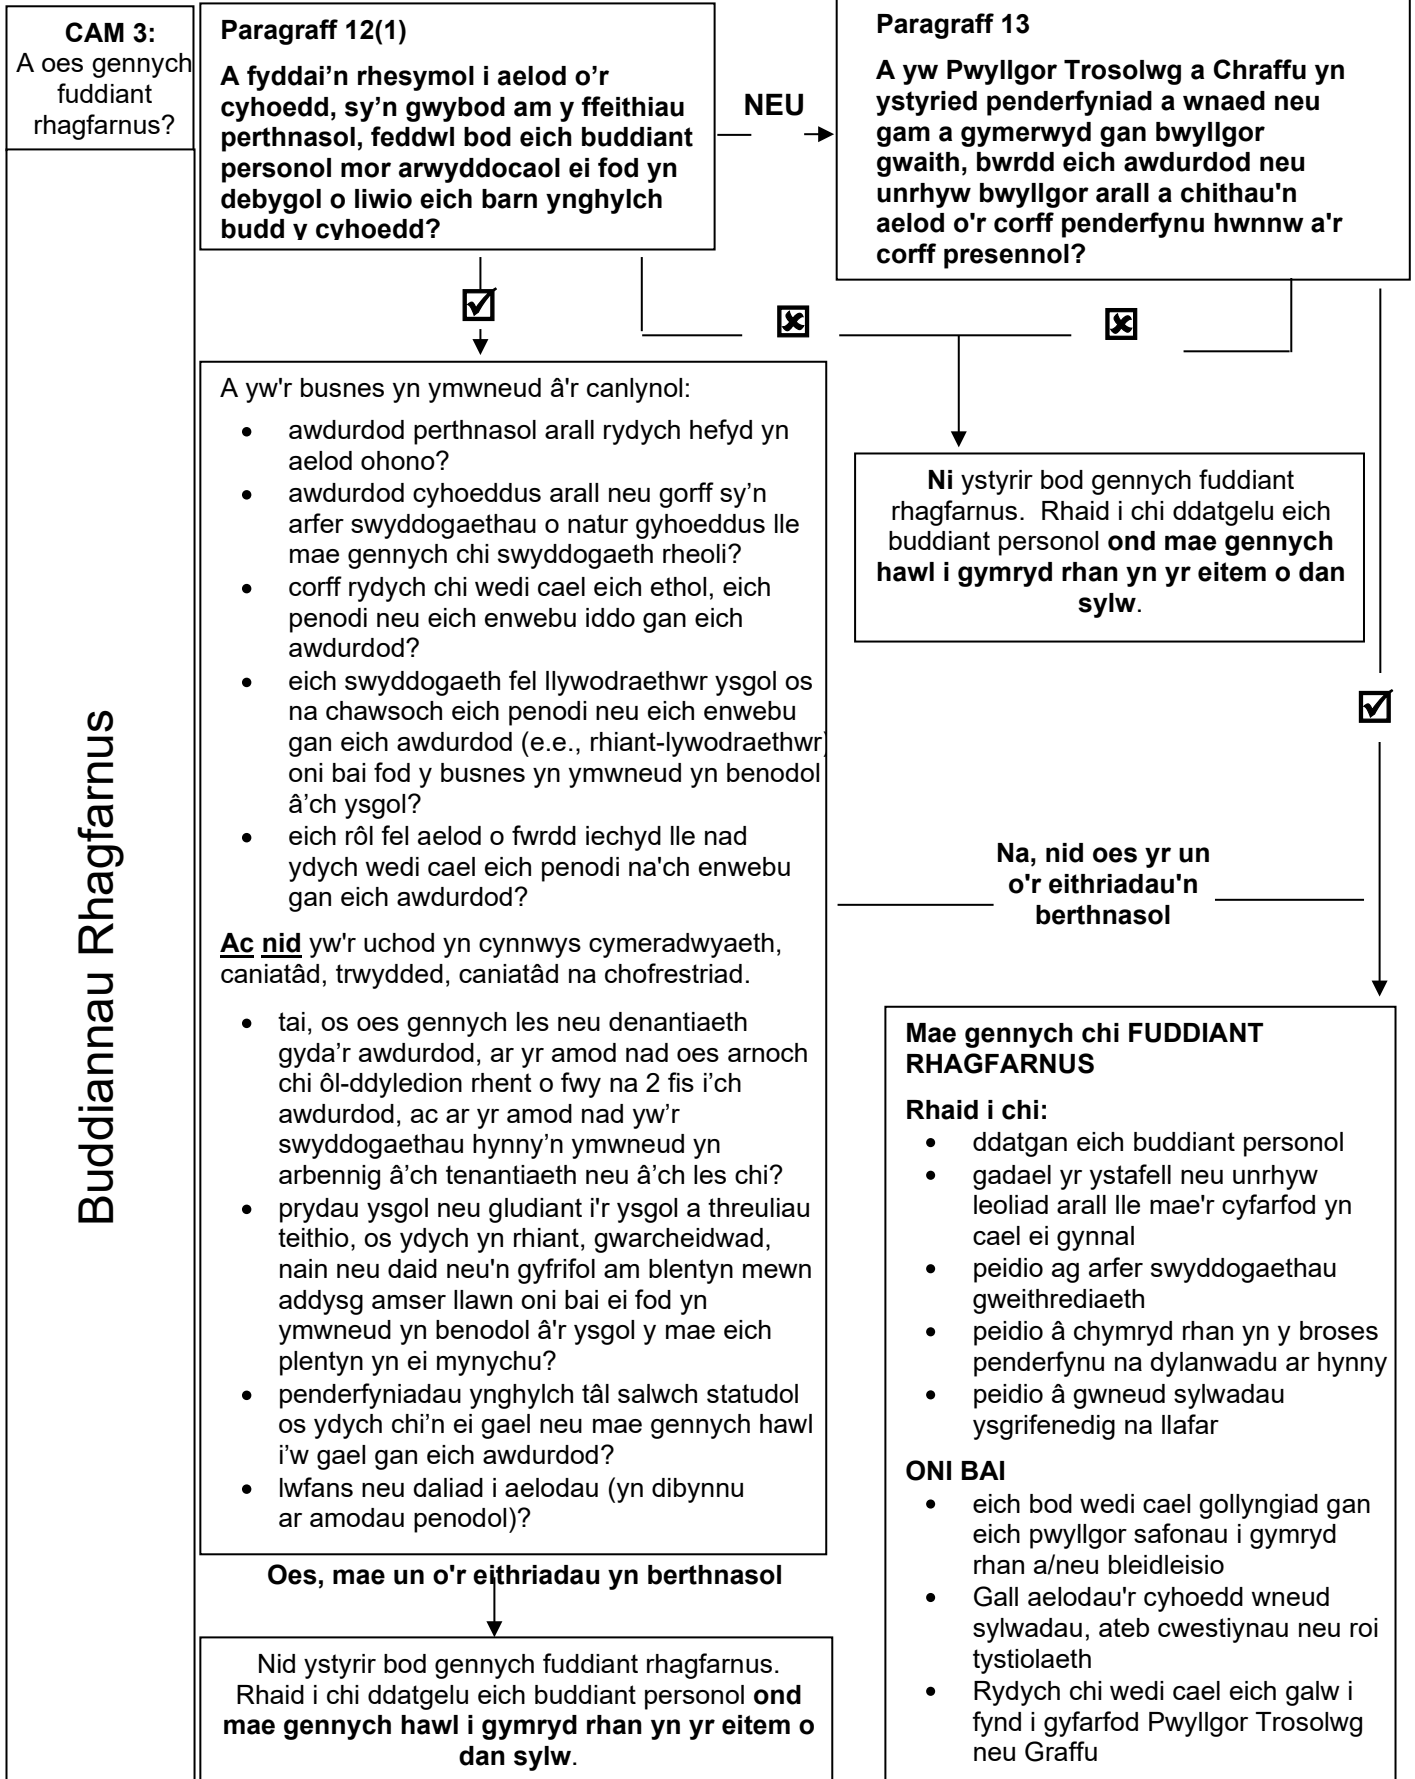 CAM 3:
A oes gennych
fuddiant
rhagfarnus?
Buddiannau Rhagfarnus
Paragraff 12(1)
A fyddai’n rhesymol i aelod o’r
cyhoedd, sy’n gwybod am y ffeithiau
perthnasol, feddwl bod eich buddiant
personol mor arwyddocaol ei fod yn
debygol o liwio eich barn ynghylch
budd y cyhoedd?
NEU
Paragraff 13
A yw Pwyllgor Trosolwg a Chraffu yn
ystyried penderfyniad a wnaed neu
gam a gymerwyd gan bwyllgor
gwaith, bwrdd eich awdurdod neu
unrhyw bwyllgor arall a chithau'n
aelod o'r corff penderfynu hwnnw a'r
corff presennol?
A yw'r busnes yn ymwneud â'r canlynol:
• awdurdod perthnasol arall rydych hefyd yn
aelod ohono?
• awdurdod cyhoeddus arall neu gorff sy’n
arfer swyddogaethau o natur gyhoeddus lle
mae gennych chi swyddogaeth rheoli?
• corff rydych chi wedi cael eich ethol, eich
penodi neu eich enwebu iddo gan eich
awdurdod?
• eich swyddogaeth fel llywodraethwr ysgol os
na chawsoch eich penodi neu eich enwebu
gan eich awdurdod (e.e., rhiant-lywodraethwr)
oni bai fod y busnes yn ymwneud yn benodol
â’ch ysgol?
• eich rôl fel aelod o fwrdd iechyd lle nad
ydych wedi cael eich penodi na'ch enwebu
gan eich awdurdod?
Ac nid yw'r uchod yn cynnwys cymeradwyaeth,
caniatâd, trwydded, caniatâd na chofrestriad.
• tai, os oes gennych les neu denantiaeth
gyda’r awdurdod, ar yr amod nad oes arnoch
chi ôl-ddyledion rhent o fwy na 2 fis i’ch
awdurdod, ac ar yr amod nad yw’r
swyddogaethau hynny’n ymwneud yn
arbennig â’ch tenantiaeth neu â’ch les chi?
• prydau ysgol neu gludiant i'r ysgol a threuliau
teithio, os ydych yn rhiant, gwarcheidwad,
nain neu daid neu'n gyfrifol am blentyn mewn
addysg amser llawn oni bai ei fod yn
ymwneud yn benodol â'r ysgol y mae eich
plentyn yn ei mynychu?
• penderfyniadau ynghylch tâl salwch statudol
os ydych chi’n ei gael neu mae gennych hawl
i’w gael gan eich awdurdod?
• lwfans neu daliad i aelodau (yn dibynnu
ar amodau penodol)?
Oes, mae un o'r eithriadau yn berthnasol
Nid ystyrir bod gennych fuddiant rhagfarnus.
Rhaid i chi ddatgelu eich buddiant personol ond
mae gennych hawl i gymryd rhan yn yr eitem o
dan sylw.
Ni ystyrir bod gennych fuddiant
rhagfarnus. Rhaid i chi ddatgelu eich
buddiant personol ond mae gennych
hawl i gymryd rhan yn yr eitem o dan
sylw.
Na, nid oes yr un
o'r eithriadau'n
berthnasol
Mae gennych chi FUDDIANT
RHAGFARNUS
Rhaid i chi:
• ddatgan eich buddiant personol
• gadael yr ystafell neu unrhyw
leoliad arall lle mae'r cyfarfod yn
cael ei gynnal
• peidio ag arfer swyddogaethau
gweithrediaeth
• peidio â chymryd rhan yn y broses
penderfynu na dylanwadu ar hynny
• peidio â gwneud sylwadau
ysgrifenedig na llafar
ONI BAI
• eich bod wedi cael gollyngiad gan
eich pwyllgor safonau i gymryd
rhan a/neu bleidleisio
• Gall aelodau'r cyhoedd wneud
sylwadau, ateb cwestiynau neu roi
tystiolaeth
• Rydych chi wedi cael eich galw i
fynd i gyfarfod Pwyllgor Trosolwg
neu Graffu